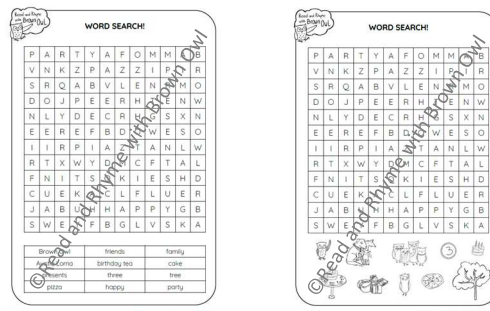 Read and Rhyme
with Brown Owl
WORD SEARCH!
P A R T Y A F O M M B
V N K Z P A Z Z I P R
S R Q A B V L E N M O
D O J P E E R H E N W
N L Y D E C R G S X N
E E R E F B D W E S O
I I R P I A T A N L W
R T X W Y D C F T A L
F N I T S K I E S H D
C U E K C L F L U E R
J A B U H H A P P Y G B
S W E F B G L V S K A
Brown Owl friends family
Lorna birthday tea cake
presents three tree
pizza happy party
©Read and Rhyme With Brown Owl
Read and Rhyme
with Brown Owl
WORD SEARCH!
P A R T Y A F O M M B
V N K Z P A Z Z I P R
S R Q A B V L E N M O
D O J P E E R H E N W
N L Y D E C R G S X N
E E R E F B D W E S O
I I R P I A T A N L W
R T X W Y D C F T A L
F N I T S K I E S H D
C U E K C L F L U E R
J A B U H H A P P Y G B
S W E F B G L V S K A
3
©Read and Rhyme With Brown Owl